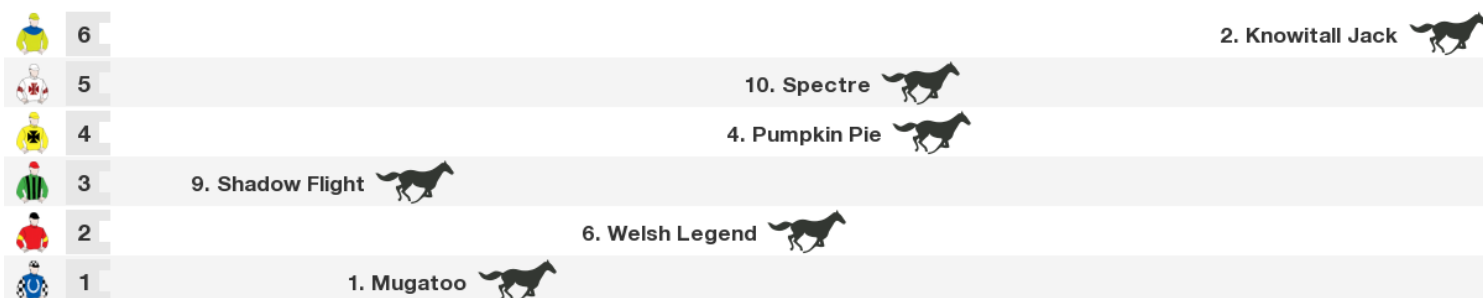 6 2. Knowitall Jack
5 10. Spectre
4 4. Pumpkin Pie
3 9. Shadow Flight
2 6. Welsh Legend
1 1. Mugatoo